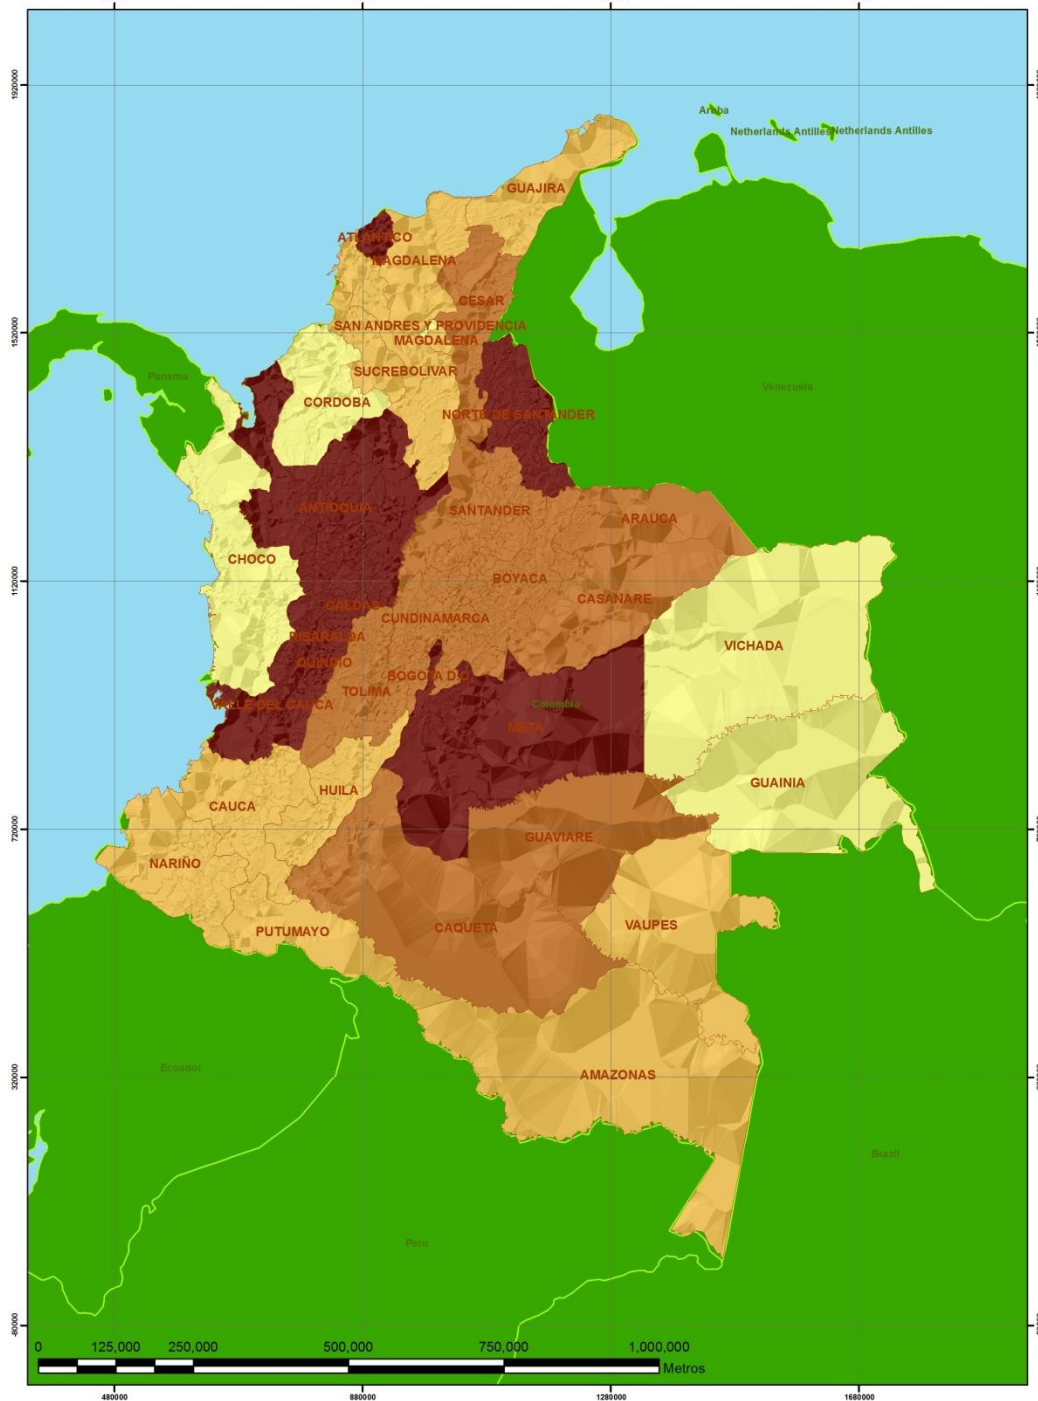 Aruba
Netherlands Antilles
Netherlands Antilles
1920000
GUAJIRA
ATLANTICO
MAGDALENA
CESAR
SAN ANDRES Y PROVIDENCIA
1520000
MAGDALENA
SUCRE
BOLIVAR
Panama
Venezuela
CORDOBA
NORTE DE SANTANDER
ANTIOQUIA
SANTANDER
ARAUCA
CHOCO
BOYACA
1120000
CASANARE
CALDAS
CUNDINAMARCA
RISARALDA
VICHADA
QUINDIO
BOGOTA D.C
TOLIMA
VALLE DEL CAUCA
Colombia
META
GUAINIA
HUILA
CAUCA
720000
GUAVIARE
NARIÑO
VAUPES
CAQUETA
PUTUMAYO
Ecuador
320000
AMAZONAS
Brazil
Peru
-80000
0 125,000 250,000 500,000 750,000 1,000,000
Metros
480000 880000 1280000 1680000